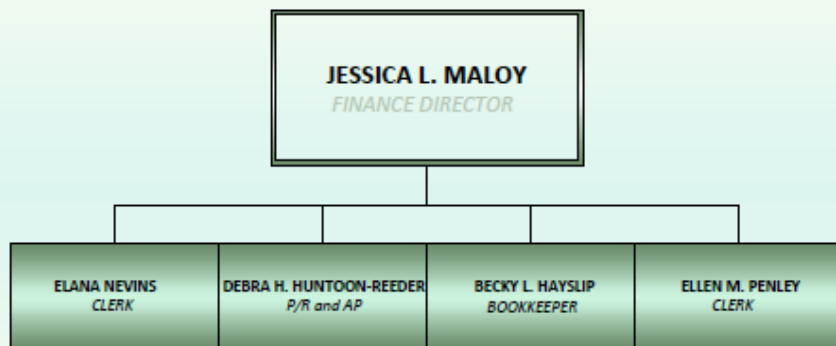 JESSICA L. MALOY
FINANCE DIRECTOR
ELANA NEVINS
CLERK
DEBRA H. HUNTOON-REEDER
P/R and AP
BECKY L. HAYSLIP
BOOKKEEPER
ELLEN M. PENLEY
CLERK